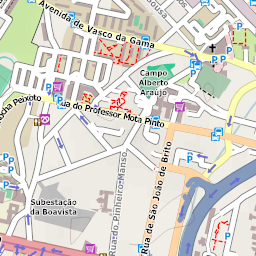 Avenida de Vasco da Gama
ousa
Campo
Alberto
Araújo
ocha Peixoto
Rua do Professor Mota Pinto
Rua do Pinheiro Manso
Rua de São João de Brito
Subestação
da Boavista